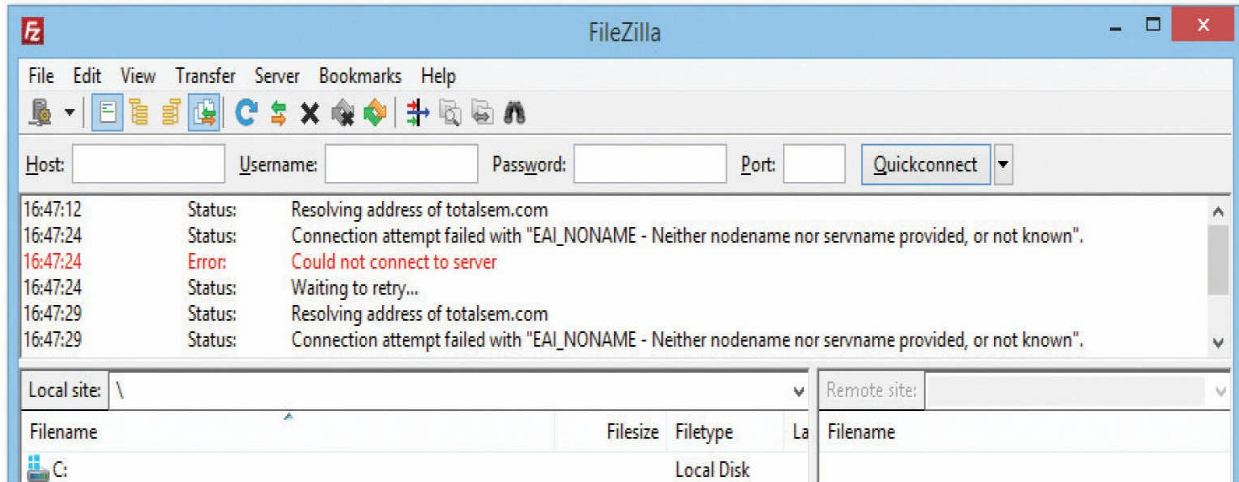 Fz FileZilla
File Edit View Transfer Server Bookmarks Help
Host: Username: Password: Port: Quickconnect
16:47:12 Status: Resolving address of totalsem.com
16:47:24 Status: Connection attempt failed with "EAI_NONAME - Neither nodename nor servname provided, or not known".
16:47:24 Error: Could not connect to server
16:47:24 Status: Waiting to retry...
16:47:29 Status: Resolving address of totalsem.com
16:47:29 Status: Connection attempt failed with "EAI_NONAME - Neither nodename nor servname provided, or not known".
Local site: \ Remote site:
Filename Filesize Filetype La Filename
C: Local Disk